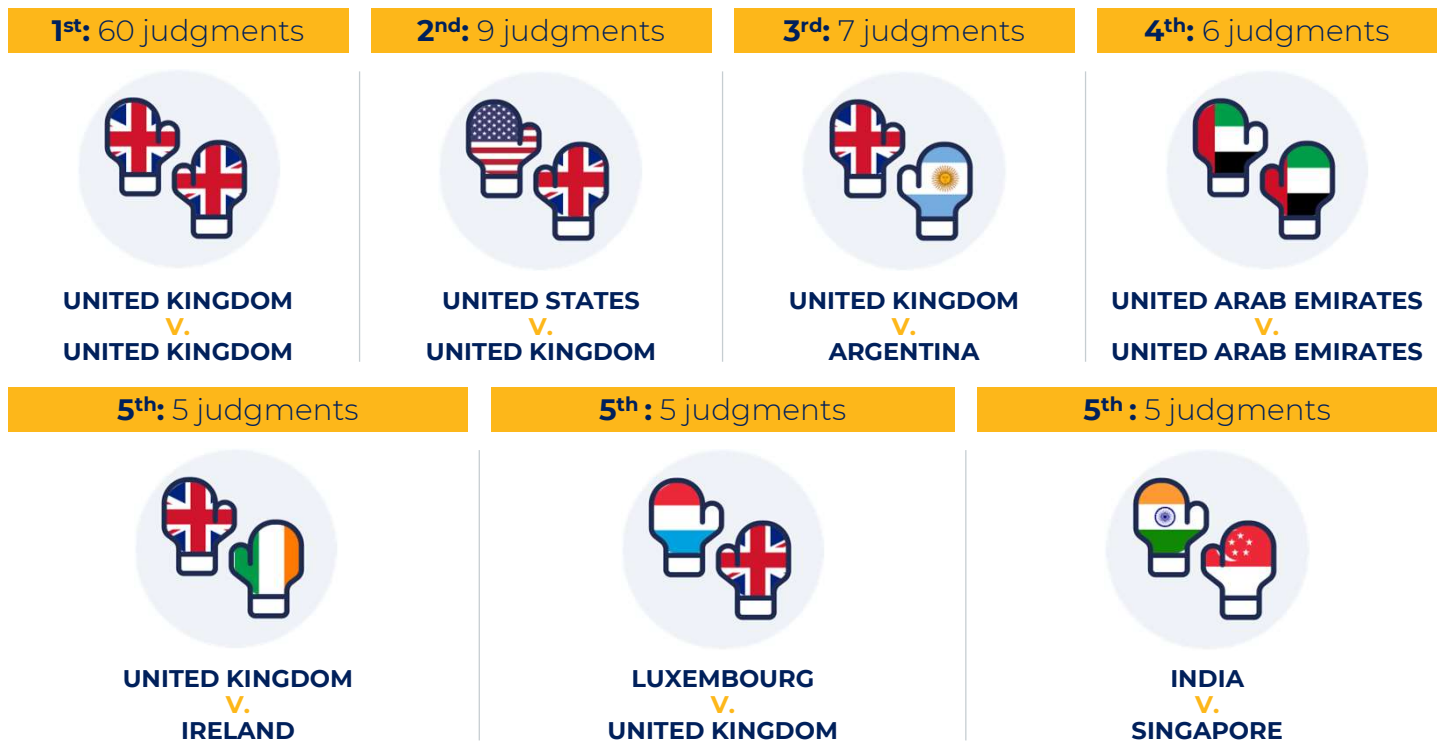 1st: 60 judgments
2nd: 9 judgments
3rd: 7 judgments
4th: 6 judgments
UNITED KINGDOM
V.
UNITED KINGDOM
UNITED STATES
V.
UNITED KINGDOM
UNITED KINGDOM
V.
ARGENTINA
UNITED ARAB EMIRATES
V.
UNITED ARAB EMIRATES
5th: 5 judgments
5th : 5 judgments
5th : 5 judgments
UNITED KINGDOM
V.
IRELAND
LUXEMBOURG
V.
UNITED KINGDOM
INDIA
V.
SINGAPORE